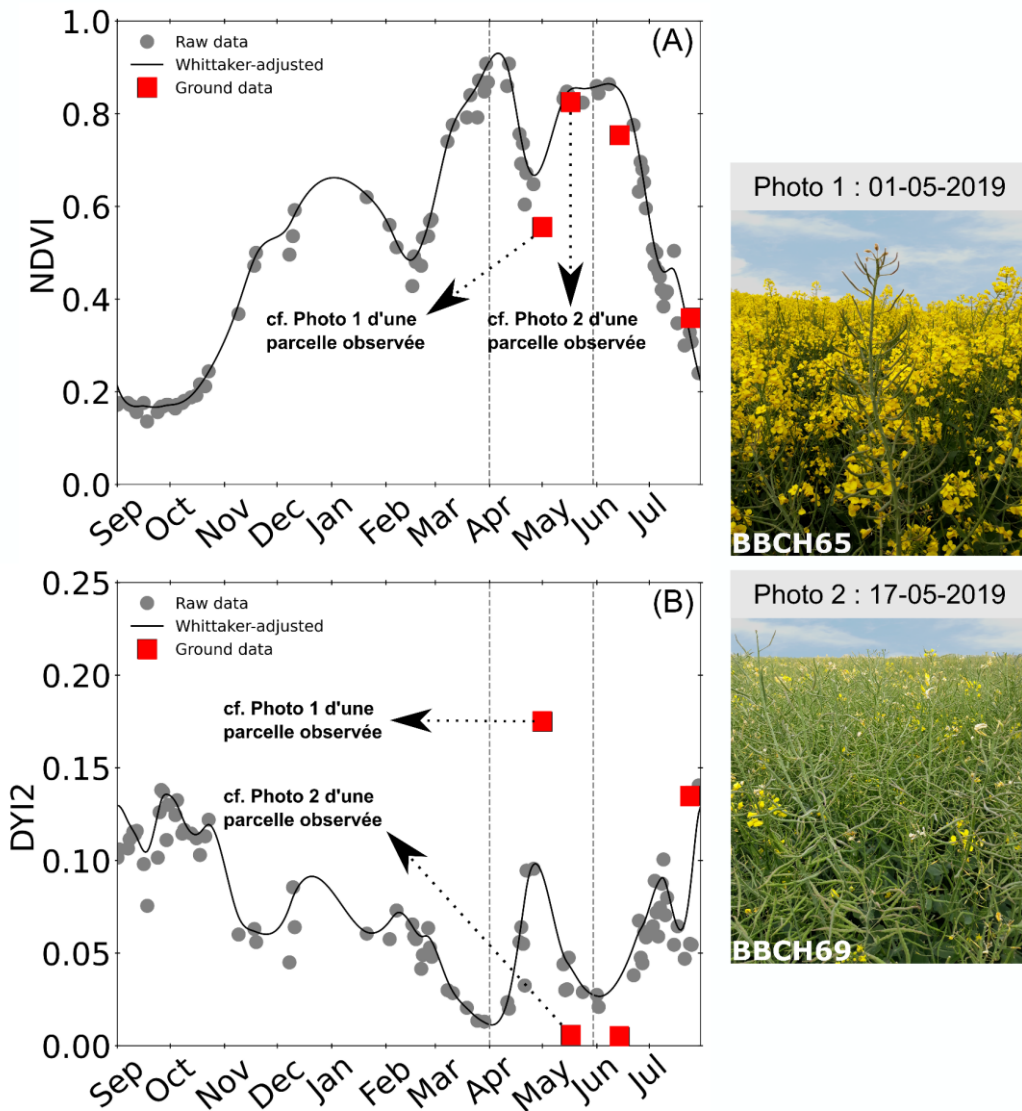 (A)
Raw data
Whittaker-adjusted
Ground data
NDVI
1.0
0.8
0.6
0.4
0.2
0.0
cf. Photo 1 d'une
parcelle observée
cf. Photo 2 d'une
parcelle observée
Sep Oct Nov Dec Jan Feb Mar Apr May Jun Jul
Photo 1 : 01-05-2019
BBCH65
(B)
Raw data
Whittaker-adjusted
Ground data
DYI2
0.25
0.20
0.15
0.10
0.05
0.00
cf. Photo 1 d'une
parcelle observée
cf. Photo 2 d'une
parcelle observée
Sep Oct Nov Dec Jan Feb Mar Apr May Jun Jul
Photo 2 : 17-05-2019
BBCH69